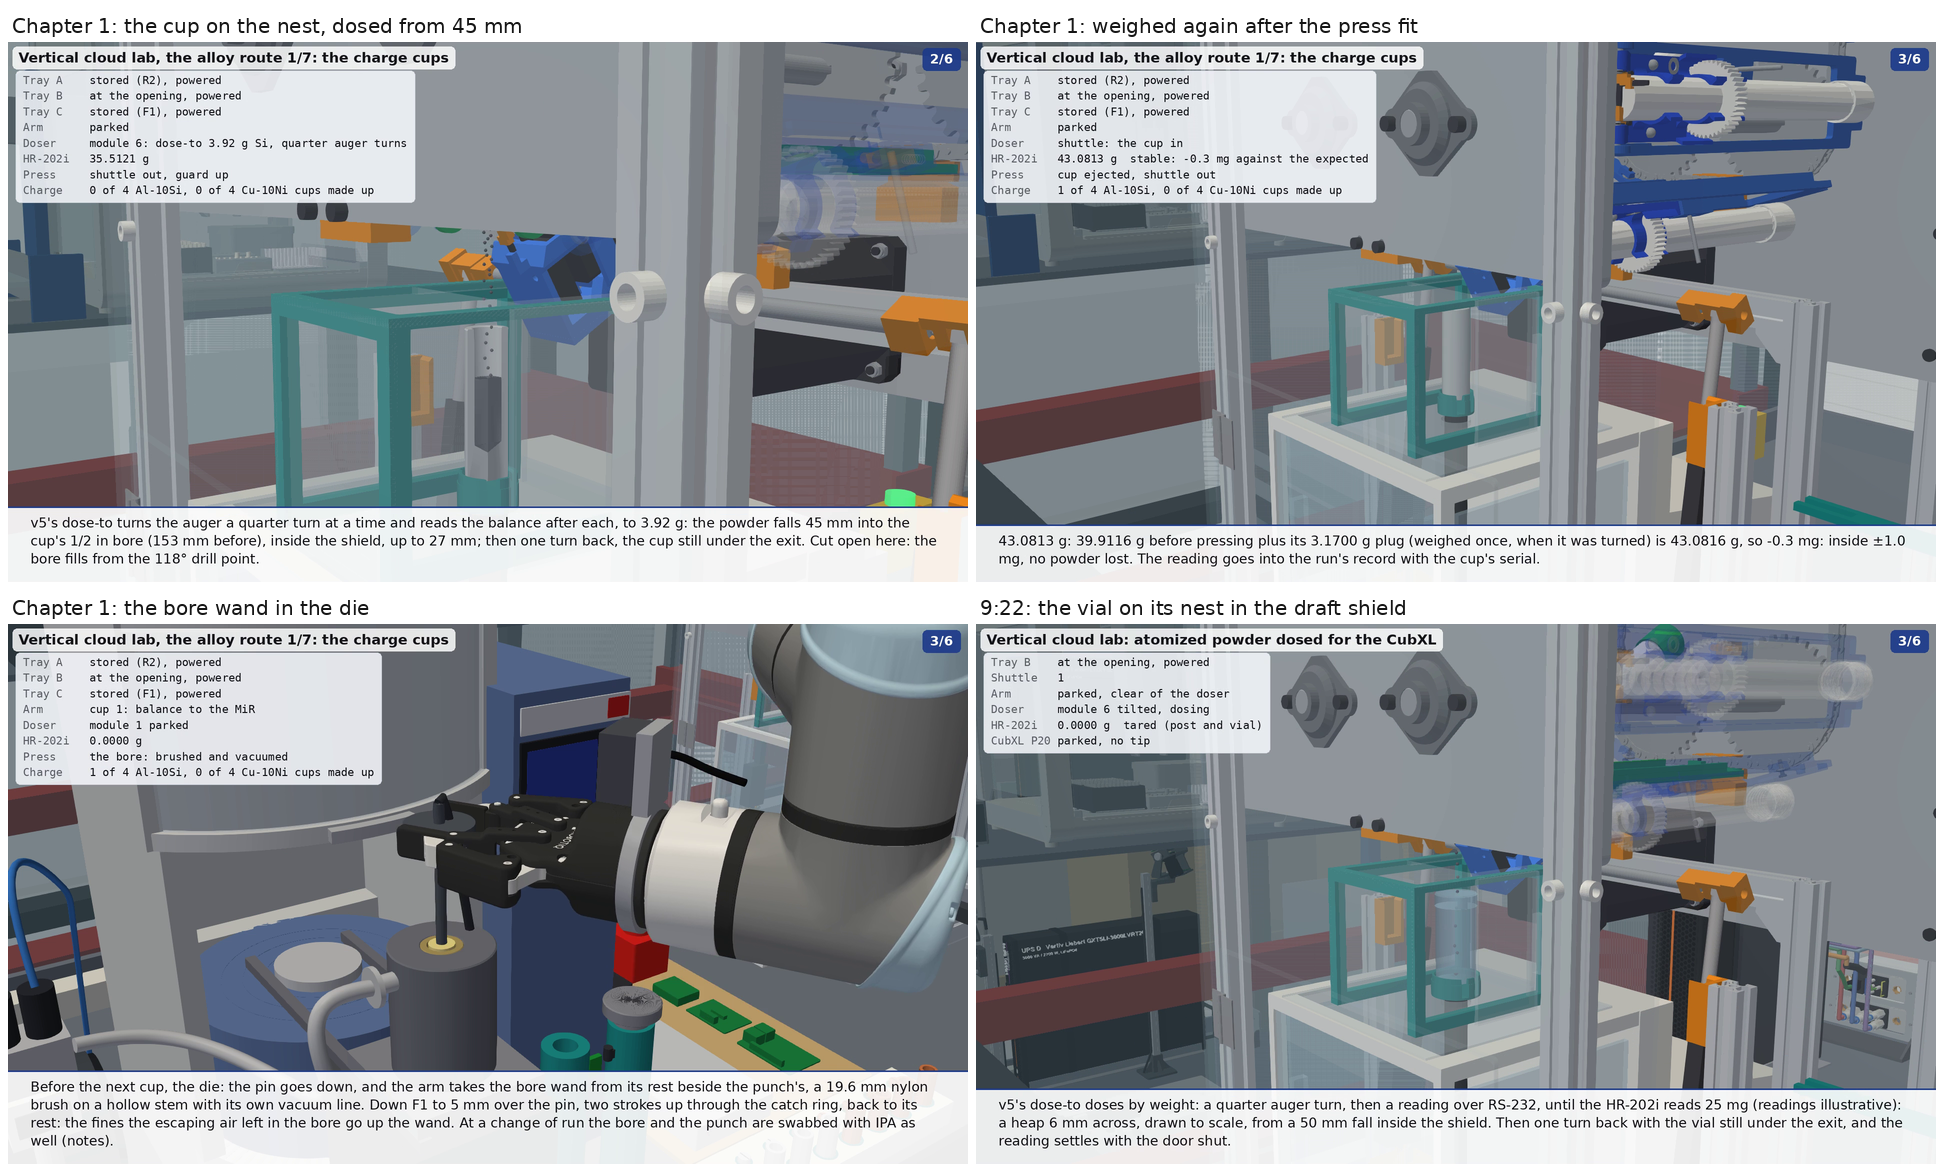 Chapter 1: the cup on the nest, dosed from 45 mm
Vertical cloud lab, the alloy route 1/7: the charge cups
2/6
Tray A stored (R2), powered
Tray B at the opening, powered
Tray C stored (F1), powered
Arm parked
Doser module 6: dose-to 3.92 g Si, quarter auger turns
HR-202i 35.5121 g
Press shuttle out, guard up
Charge 0 of 4 Al-10Si, 0 of 4 Cu-10Ni cups made up
v5's dose-to turns the auger a quarter turn at a time and reads the balance after each, to 3.92 g: the powder falls 45 mm into the
cup's 1/2 in bore (153 mm before), inside the shield, up to 27 mm; then one turn back, the cup still under the exit. Cut open here: the
bore fills from the 118° drill point.
Chapter 1: weighed again after the press fit
Vertical cloud lab, the alloy route 1/7: the charge cups
3/6
Tray A stored (R2), powered
Tray B at the opening, powered
Tray C stored (F1), powered
Arm parked
Doser shuttle: the cup in
HR-202i 43.0813 g stable: -0.3 mg against the expected
Press cup ejected, shuttle out
Charge 1 of 4 Al-10Si, 0 of 4 Cu-10Ni cups made up
43.0813 g: 39.9116 g before pressing plus its 3.1700 g plug (weighed once, when it was turned) is 43.0816 g, so -0.3 mg: inside ±1.0
mg, no powder lost. The reading goes into the run's record with the cup's serial.
Chapter 1: the bore wand in the die
Vertical cloud lab, the alloy route 1/7: the charge cups
3/6
Tray A stored (R2), powered
Tray B at the opening, powered
Tray C stored (F1), powered
Arm cup 1: balance to the MiR
Doser module 1 parked
HR-202i 0.0000 g
Press the bore: brushed and vacuumed
Charge 1 of 4 Al-10Si, 0 of 4 Cu-10Ni cups made up
Before the next cup, the die: the pin goes down, and the arm takes the bore wand from its rest beside the punch's, a 19.6 mm nylon
brush on a hollow stem with its own vacuum line. Down F1 to 5 mm over the pin, two strokes up through the catch ring, back to its
rest: the fines the escaping air left in the bore go up the wand. At a change of run the bore and the punch are swabbed with IPA as
well (notes).
9:22: the vial on its nest in the draft shield
Vertical cloud lab: atomized powder dosed for the CubXL
3/6
Tray B at the opening, powered
Shuttle 1
Arm parked, clear of the doser
Doser module 6 tilted, dosing
HR-202i 0.0000 g tared (post and vial)
CubXL P20 parked, no tip
v5's dose-to doses by weight: a quarter auger turn, then a reading over RS-232, until the HR-202i reads 25 mg (readings illustrative):
a heap 6 mm across, drawn to scale, from a 50 mm fall inside the shield. Then one turn back with the vial still under the exit, and the
reading settles with the door shut.